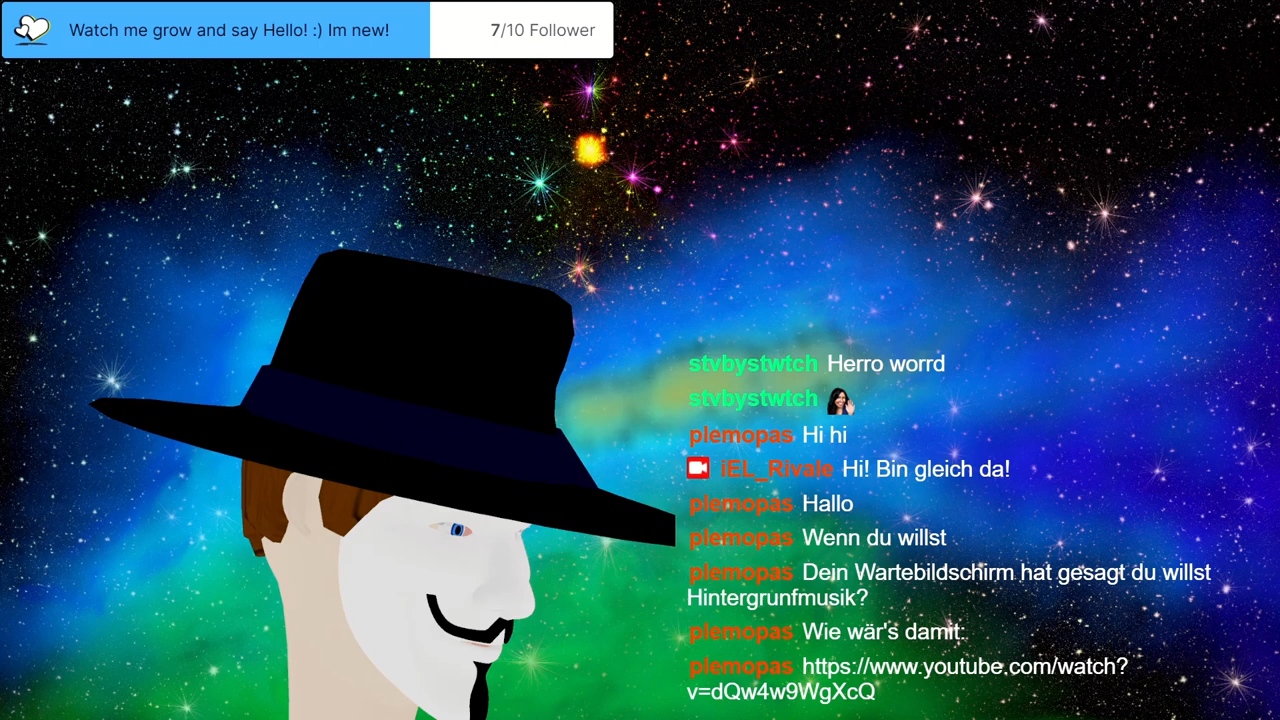 Watch me grow and say Hello! :) Im new!
7/10 Follower
stvbystwtch Herro worrd
stvbystwtch
plemopas Hi hi
iEL_Rivale Hi! Bin gleich da!
plemopas Hallo
plemopas Wenn du willst
plemopas Dein Wartebildschirm hat gesagt du willst
Hintergrunfmusik?
plemopas Wie wär's damit:
plemopas https://www.youtube.com/watch?
v=dQw4w9WgXcQ